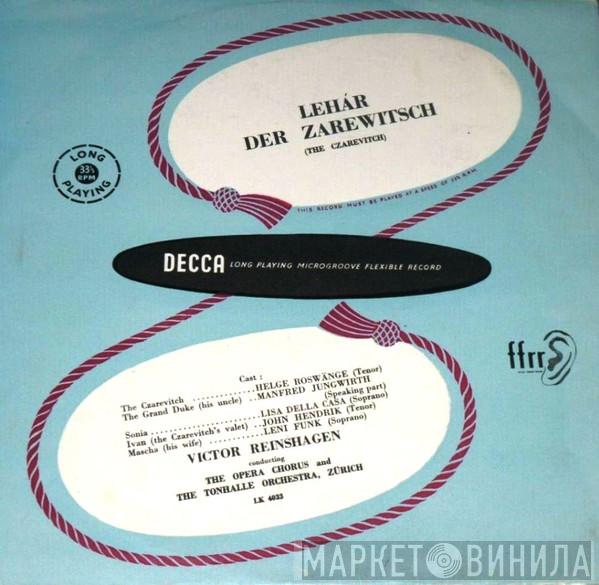 LEHÁR
DER ZAREWITSCH
(THE CZAREVITCH)
LONG
33⅓
RPM
PLAYING
THIS RECORD MUST BE PLAYED AT A SPEED OF 33⅓ R.P.M.
DECCA LONG PLAYING MICROGROOVE FLEXIBLE RECORD
ffrr
Cast :
The Czarevitch ............HELGE ROSWÄNGE (Tenor)
The Grand Duke (his uncle) ..MANFRED JUNGWIRTH
(Speaking part)
Sonia........................LISA DELLA CASA (Soprano)
Ivan (the Czarevitch's valet) ..JOHN HENDRIK (Tenor)
Mascha (his wife) ..........LENI FUNK (Soprano)
VICTOR REINSHAGEN
conducting
THE OPERA CHORUS and
THE TONHALLE ORCHESTRA, ZÜRICH
LK 4033
МАРКЕТ ВИНИЛА